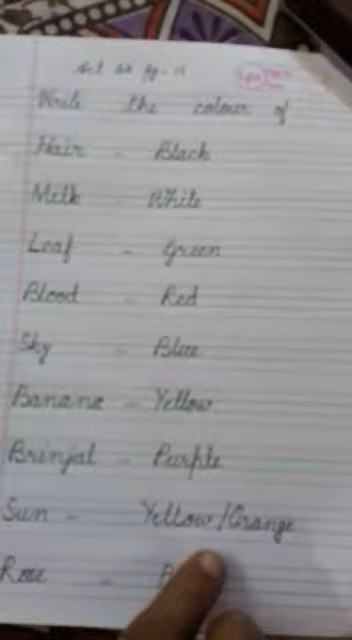 Write the colour of
Hair - Black
Milk - White
Leaf - Green
Blood - Red
Sky - Blue
Banana - Yellow
Brinjal - Purple
Sun - Yellow/Orange
Rose -